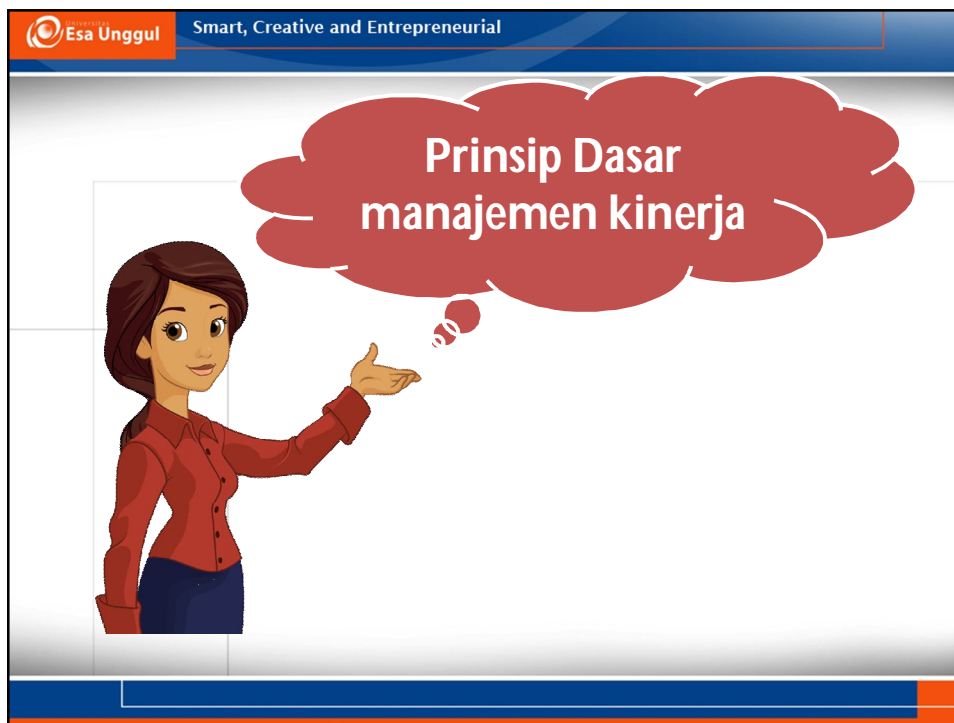 Universitas
Esa Unggul
Smart, Creative and Entrepreneurial
Prinsip Dasar
manajemen kinerja